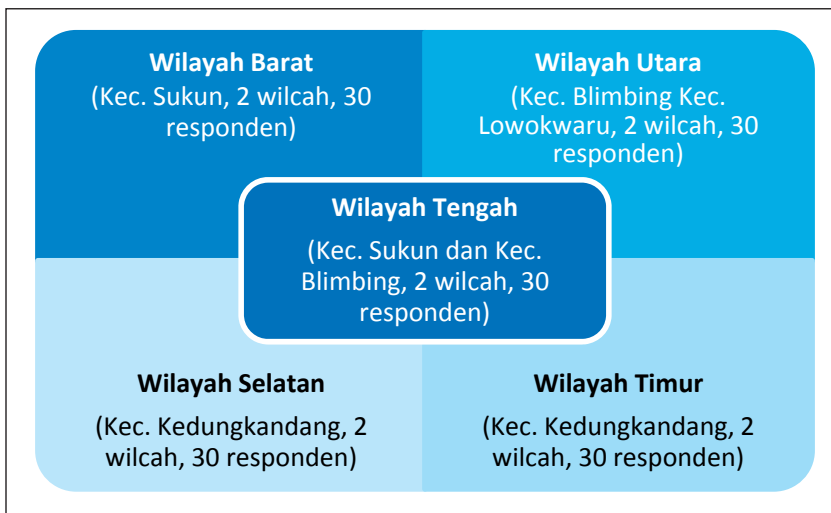 Wilayah Barat
(Kec. Sukun, 2 wilcah, 30
responden)
Wilayah Utara
(Kec. Blimbing Kec.
Lowokwaru, 2 wilcah, 30
responden)
Wilayah Tengah
(Kec. Sukun dan Kec.
Blimbing, 2 wilcah, 30
responden)
Wilayah Selatan
(Kec. Kedungkandang, 2
wilcah, 30 responden)
Wilayah Timur
(Kec. Kedungkandang, 2
wilcah, 30 responden)